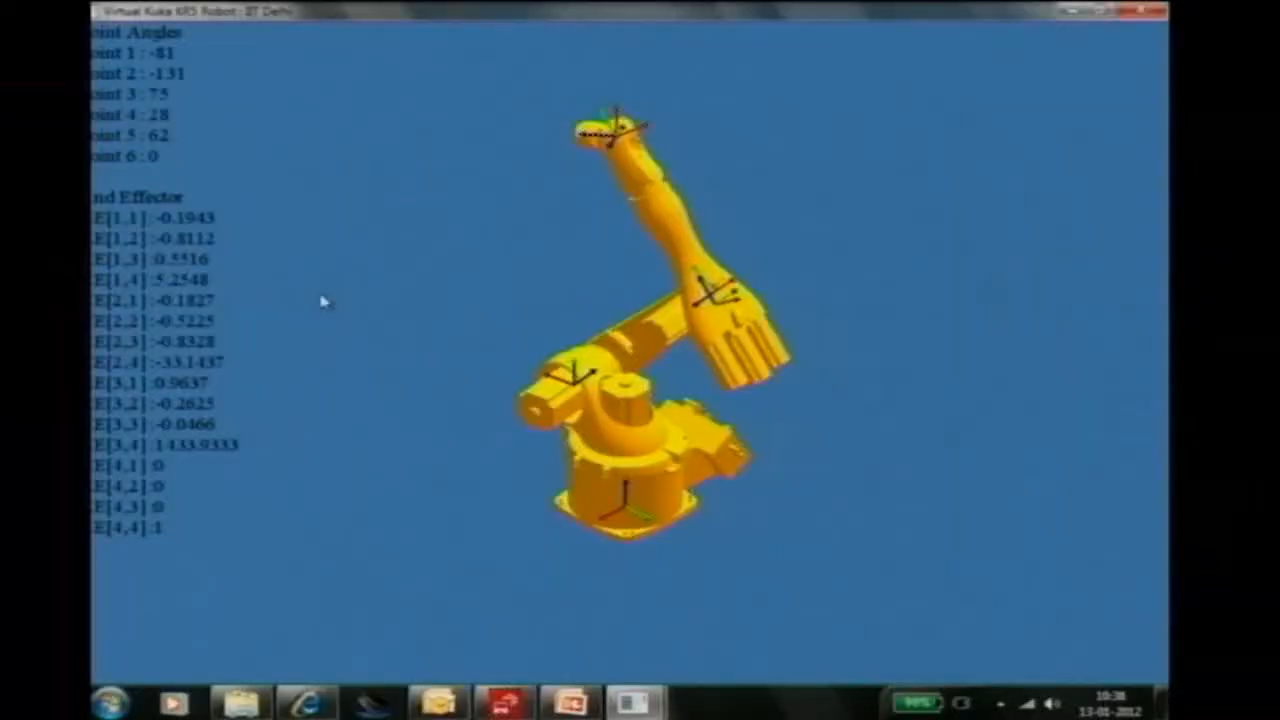 Virtual Kuka KR5 Robot : IIT Delhi
oint Angles
oint 1 : -81
oint 2 : -131
oint 3 : 75
oint 4 : 28
oint 5 : 62
oint 6 : 0
nd Effector
E[1,1] :-0.1943
E[1,2] :-0.8112
E[1,3] :0.5516
E[1,4] :5.2548
E[2,1] :-0.1827
E[2,2] :-0.5225
E[2,3] :-0.8328
E[2,4] :-33.1437
E[3,1] :0.9637
E[3,2] :-0.2625
E[3,3] :-0.0466
E[3,4] :1433.9333
E[4,1] :0
E[4,2] :0
E[4,3] :0
E[4,4] :1
10:38
13-01-2012